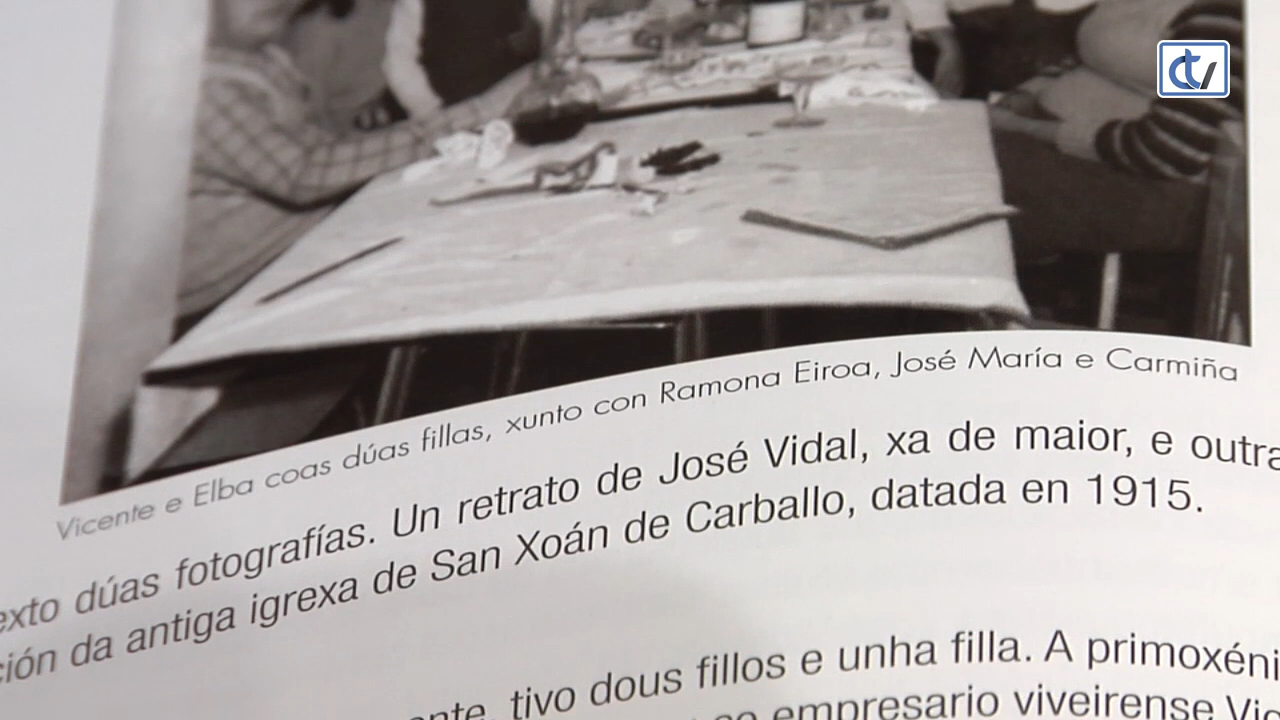 ctv
Vicente e Elba coas dúas fillas, xunto con Ramona Eiroa, José María e Carmiña
exto dúas fotografías. Un retrato de José Vidal, xa de maior, e outra
ción da antiga igrexa de San Xoán de Carballo, datada en 1915.
tivo dous fillos e unha filla. A primoxéni
empresario viveirense Vic